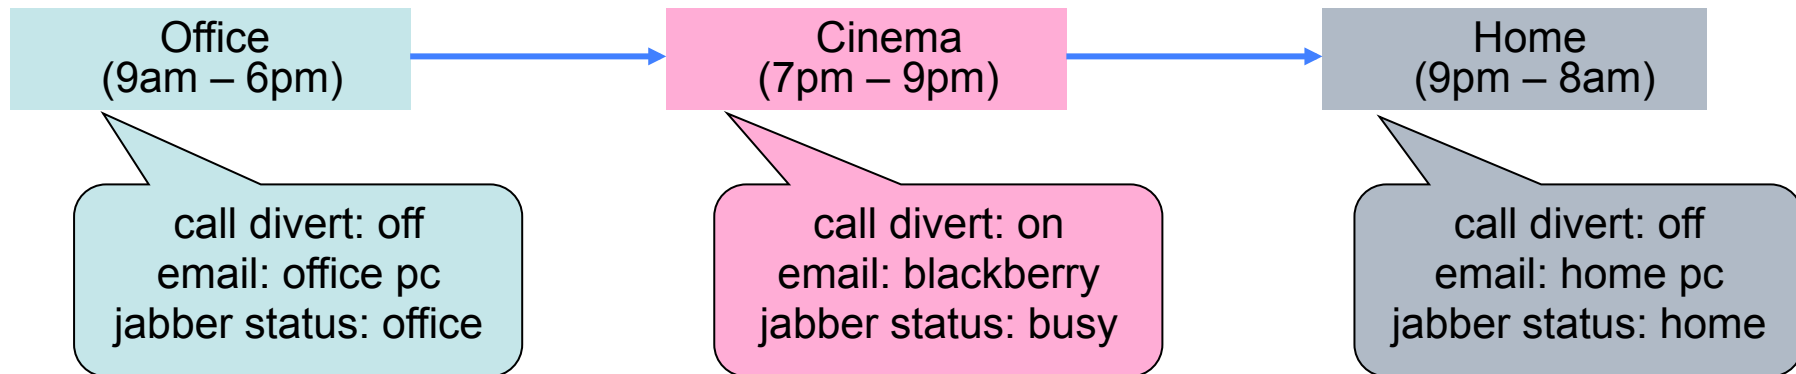 Office
(9am – 6pm)
call divert: off
email: office pc
jabber status: office
Cinema
(7pm – 9pm)
call divert: on
email: blackberry
jabber status: busy
Home
(9pm – 8am)
call divert: off
email: home pc
jabber status: home